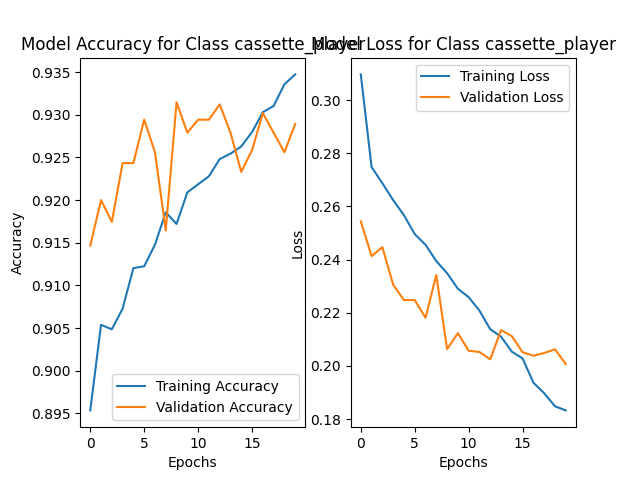 Model Accuracy for Class cassette_player
Model Loss for Class cassette_player
0.935
0.930
0.925
0.920
0.915
0.910
0.905
0.900
0.895
Accuracy
Training Accuracy
Validation Accuracy
0
5
10
15
Epochs
0.30
0.28
0.26
0.24
0.22
0.20
0.18
Loss
Training Loss
Validation Loss
0
5
10
15
Epochs